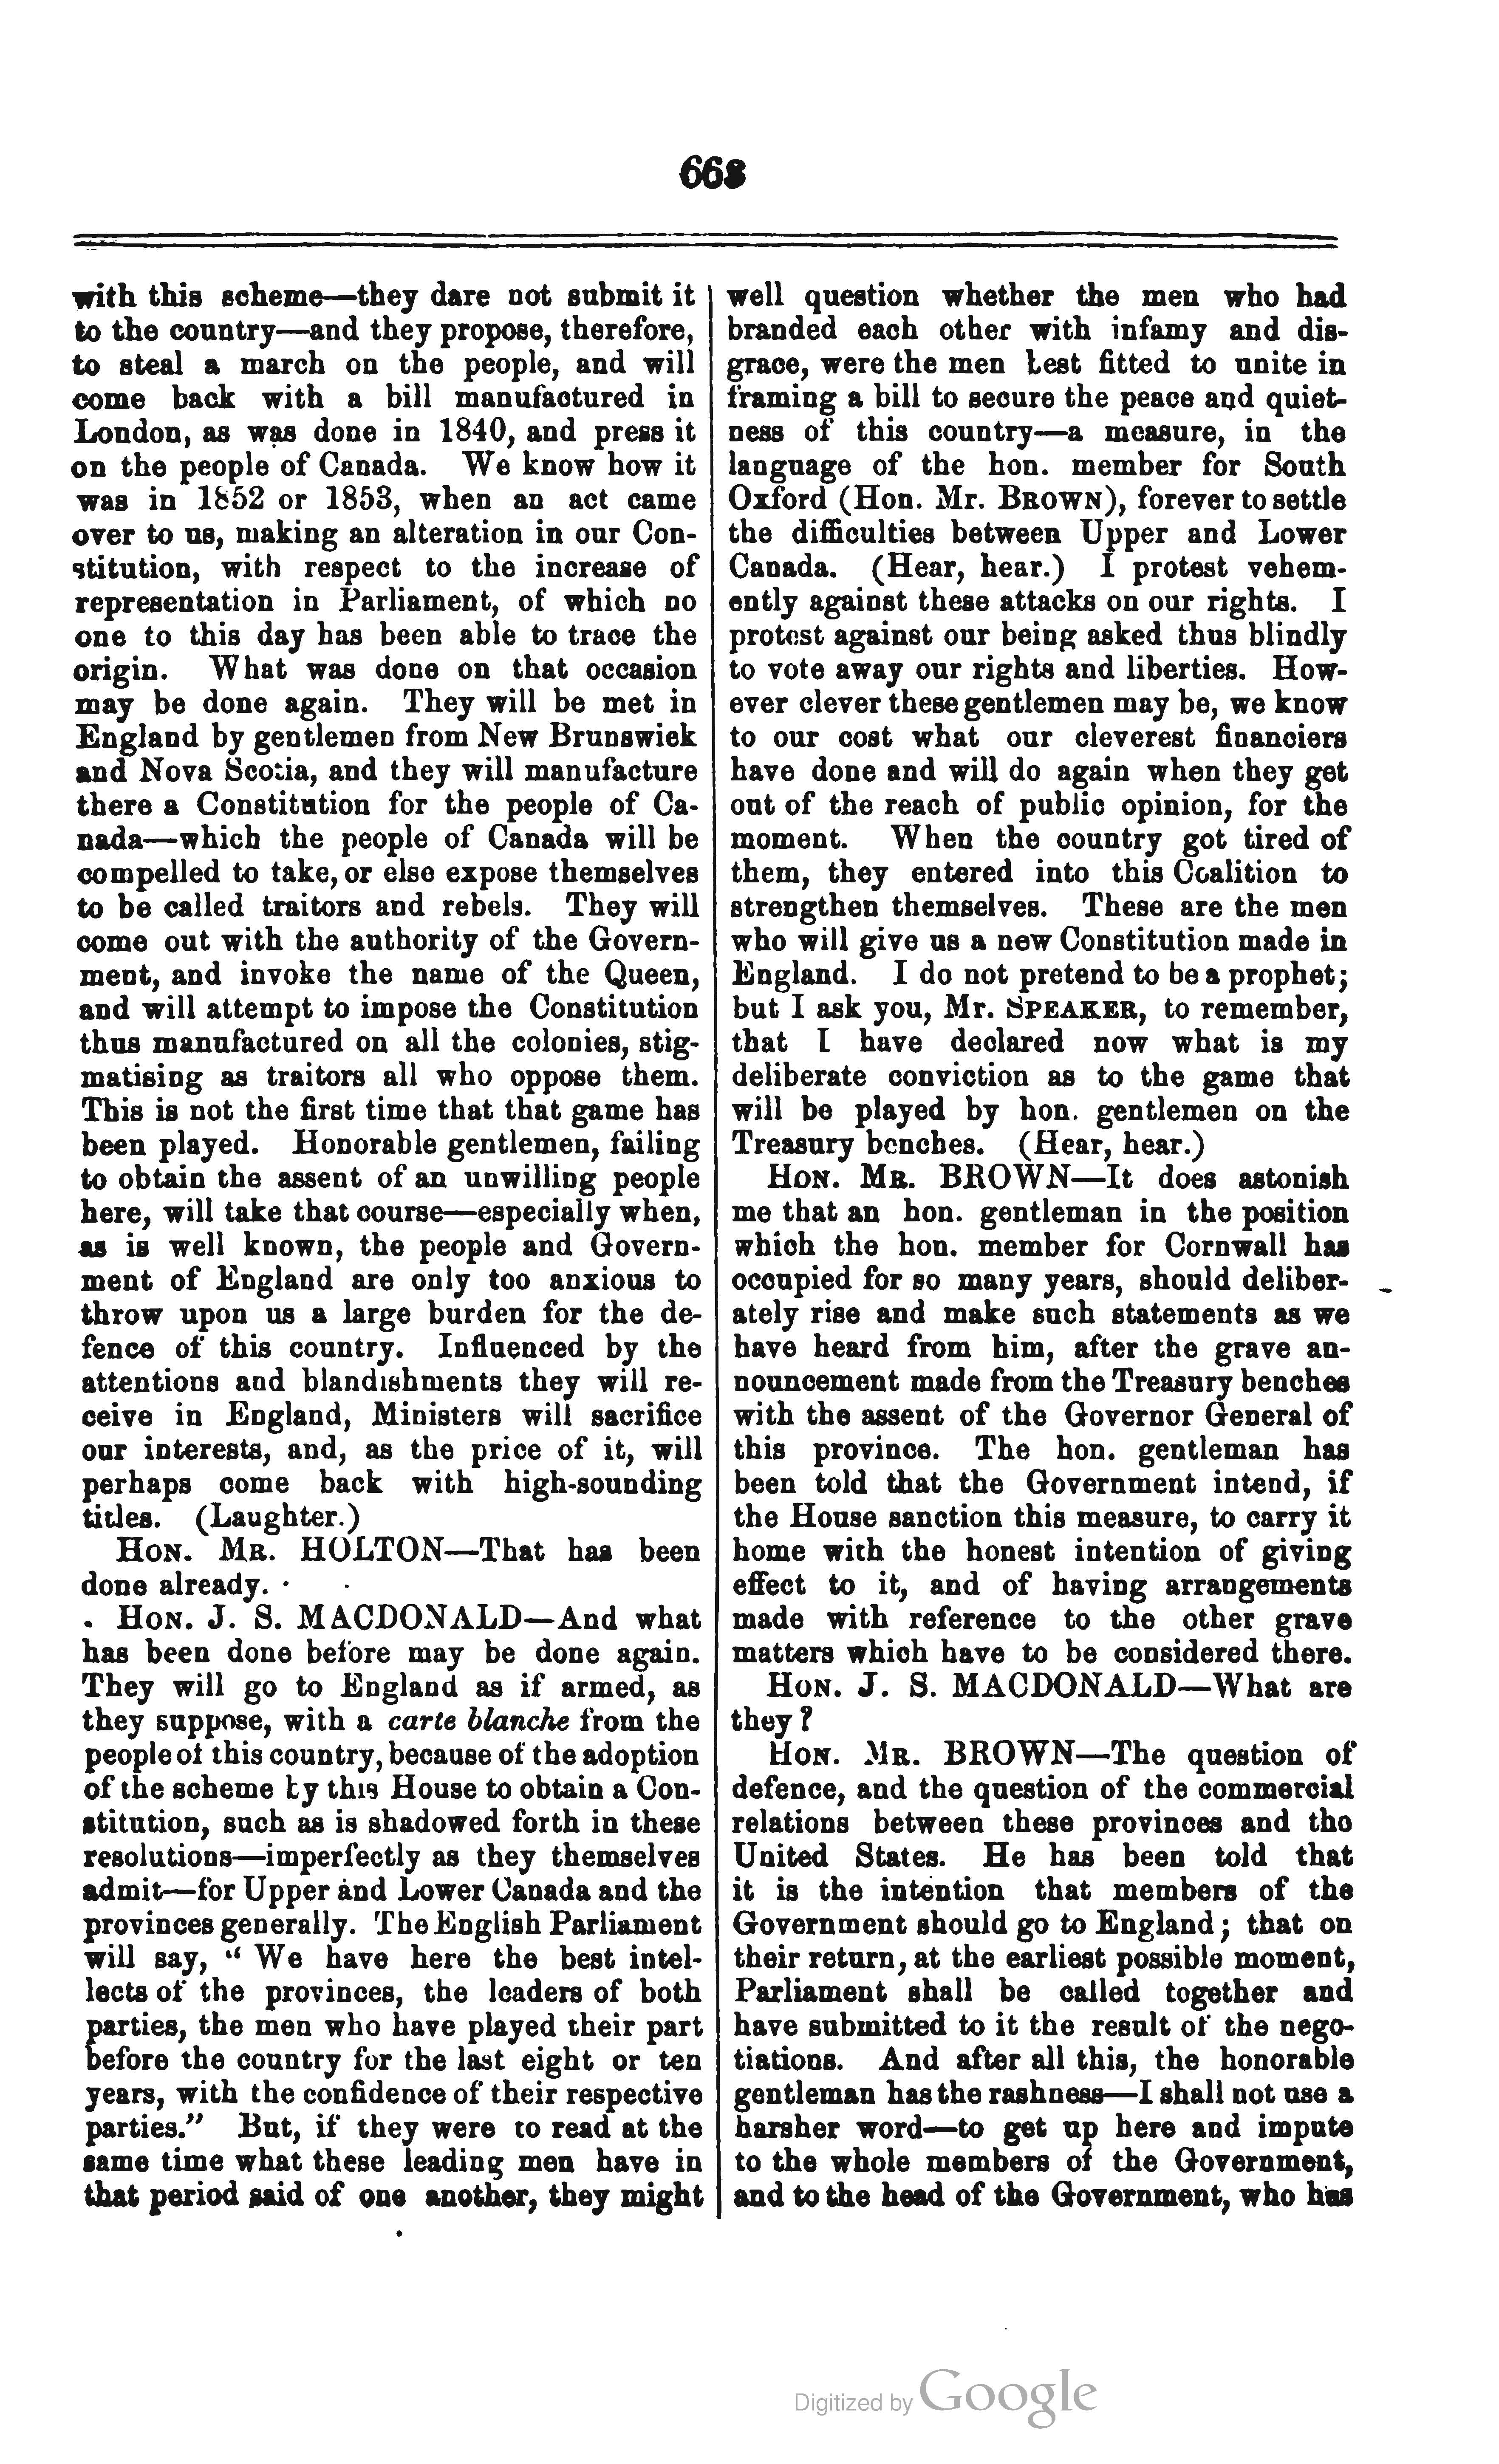 663
with this scheme—they dare not submit it
to the country—and they propose, therefore,
to steal a march on the people, and will
come back with a bill manufactured in
London, as was done in 1840, and press it
on the people of Canada. We know how it
was in 1852 or 1853, when an act came
over to us, making an alteration in our Con-
stitution, with respect to the increase of
representation in Parliament, of which no
one to this day has been able to trace the
origin. What was done on that occasion
may be done again. They will be met in
England by gentlemen from New Brunswick
and Nova Scotia, and they will manufacture
there a Constitution for the people of Ca-
nada—which the people of Canada will be
compelled to take, or else expose themselves
to be called traitors and rebels. They will
come out with the authority of the Govern-
ment, and invoke the name of the Queen,
and will attempt to impose the Constitution
thus manufactured on all the colonies, stig-
matising as traitors all who oppose them.
This is not the first time that that game has
been played. Honorable gentlemen, failing
to obtain the assent of an unwilling people
here, will take that course—especially when,
as is well known, the people and Govern-
ment of England are only too anxious to
throw upon us a large burden for the de-
fence of this country. Influenced by the
attentions and blandishments they will re-
ceive in England, Ministers will sacrifice
our interests, and, as the price of it, will
perhaps come back with high-sounding
titles. (Laughter.)
HON. MR. HOLTON—That has been
done already.
HON. J. S. MACDONALD—And what
has been done before may be done again.
They will go to England as if armed, as
they suppose, with a carte blanche from the
people of this country, because of the adoption
of the scheme by this House to obtain a Con-
stitution, such as is shadowed forth in these
resolutions—imperfectly as they themselves
admit—for Upper and Lower Canada and the
provinces generally. The English Parliament
will say, "We have here the best intel-
lects of the provinces, the leaders of both
parties, the men who have played their part
before the country for the last eight or ten
years, with the confidence of their respective
parties." But, if they were to read at the
same time what these leading men have in
that period said of one another, they might
well question whether the men who had
branded each other with infamy and dis-
grace, were the men best fitted to unite in
framing a bill to secure the peace and quiet-
ness of this country—a measure, in the
language of the hon. member for South
Oxford (Hon. Mr. BROWN), forever to settle
the difficulties between Upper and Lower
Canada. (Hear, hear.) I protest vehem-
ently against these attacks on our rights. I
protest against our being asked thus blindly
to vote away our rights and liberties. How-
ever clever these gentlemen may be, we know
to our cost what our cleverest financiers
have done and will do again when they get
out of the reach of public opinion, for the
moment. When the country got tired of
them, they entered into this Coalition to
strengthen themselves. These are the men
who will give us a new Constitution made in
England. I do not pretend to be a prophet;
but I ask you, Mr. SPEAKER, to remember,
that I have declared now what is my
deliberate conviction as to the game that
will be played by hon. gentlemen on the
Treasury benches. (Hear, hear.)
HON. MR. BROWN—It does astonish
me that an hon. gentleman in the position
which the hon. member for Cornwall has
occupied for so many years, should deliber-
ately rise and make such statements as we
have heard from him, after the grave an-
nouncement made from the Treasury benches
with the assent of the Governor General of
this province. The hon. gentleman has
been told that the Government intend, if
the House sanction this measure, to carry it
home with the honest intention of giving
effect to it, and of having arrangements
made with reference to the other grave
matters which have to be considered there.
HON. J. S. MACDONALD—What are
they?
HON. MR. BROWN—The question of
defence, and the question of the commercial
relations between these provinces and the
United States. He has been told that
it is the intention that members of the
Government should go to England; that on
their return, at the earliest possible moment,
Parliament shall be called together and
have submitted to it the result of the nego-
tiations. And after all this, the honorable
gentleman has the rashness—I shall not use a
harsher word—to get up here and impute
to the whole members of the Government,
and to the head of the Government, who has
Digitized by Google